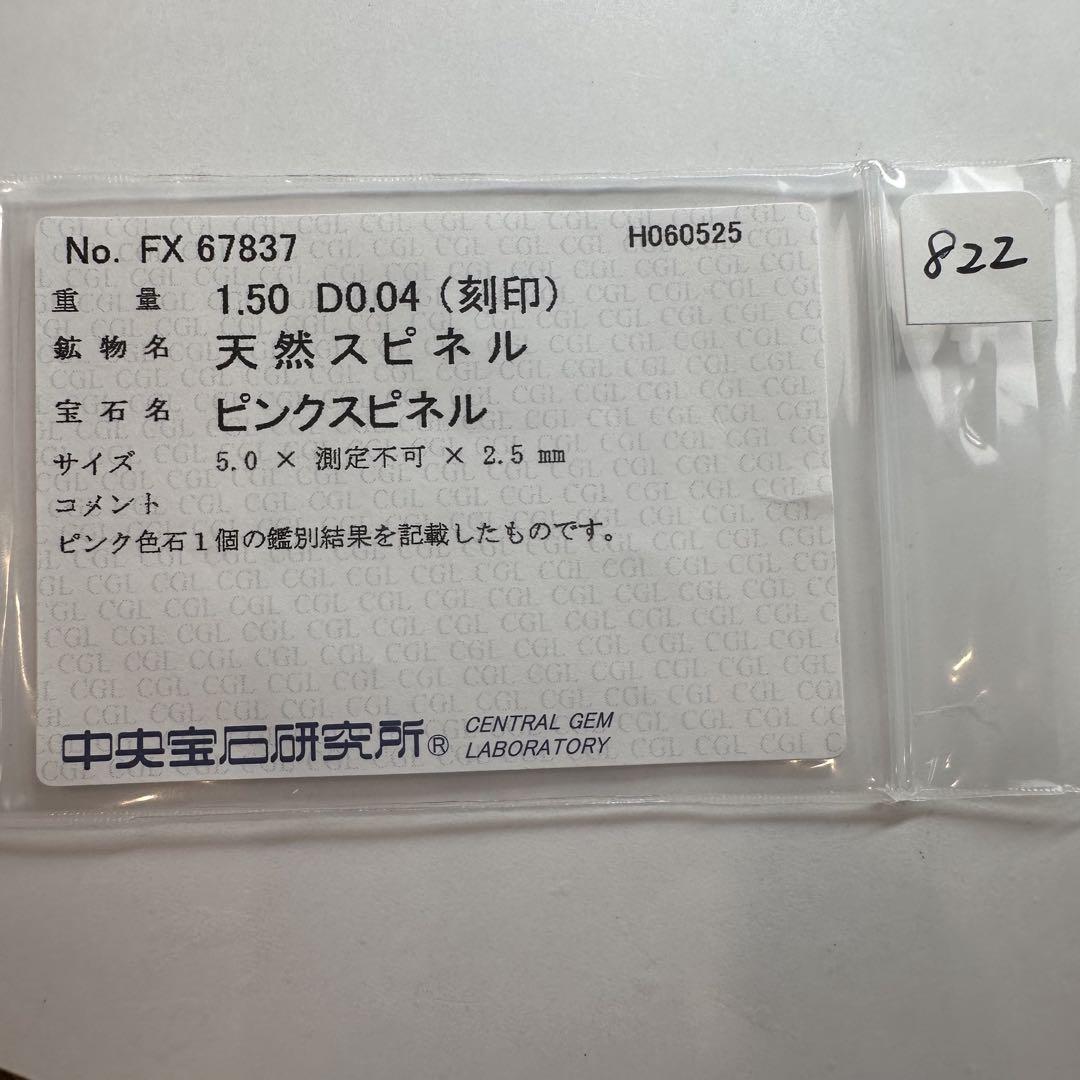 No. FX 67837
H060525
822
重量 1.50 D0.04 (刻印)
鉱物名 天然スピネル
宝石名 ピンクスピネル
サイズ 5.0 × 測定不可 × 2.5 mm
コメント
ピンク色石1個の鑑別結果を記載したものです。
中央宝石研究所® CENTRAL GEM
LABORATORY